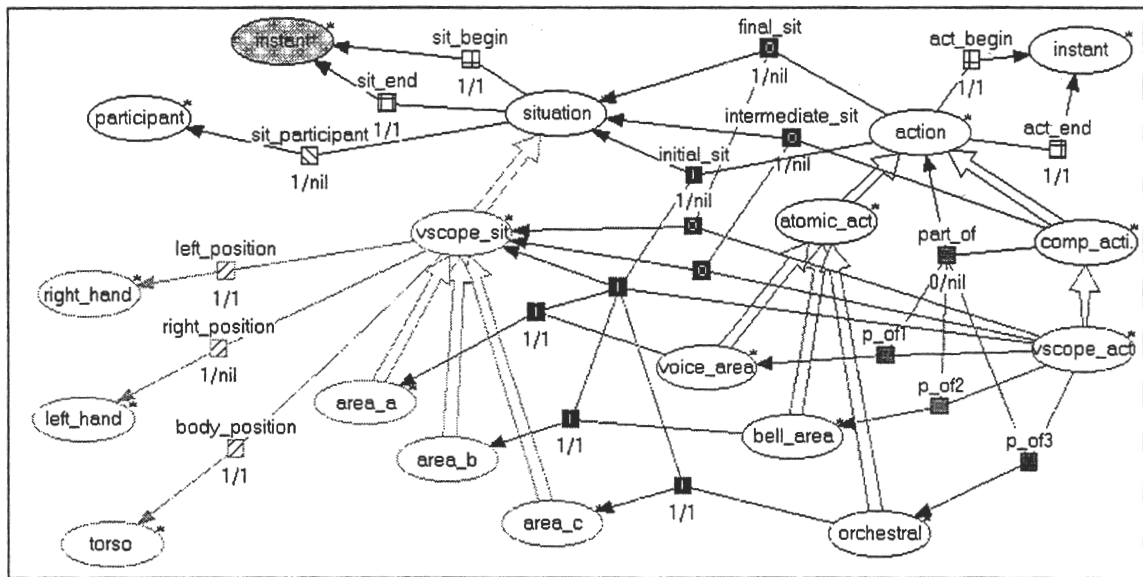 instant*
sit_begin
1/1
final_sit
1/nil
act_begin
1/1
instant*
sit_end
1/1
participant*
sit_participant
1/nil
situation
intermediate_sit
1/nil
action*
act_end
1/1
initial_sit
1/nil
vscope_sit*
atomic_act*
part_of
0/nil
comp_acti.*
left_position
1/1
right_hand*
right_position
1/nil
1/1
p_of1
vscope_act*
voice_area*
area_a*
left_hand*
p_of2
body_position
1/1
area_b*
1/1
bell_area*
p_of3
area_c*
1/1
orchestral*
torso*